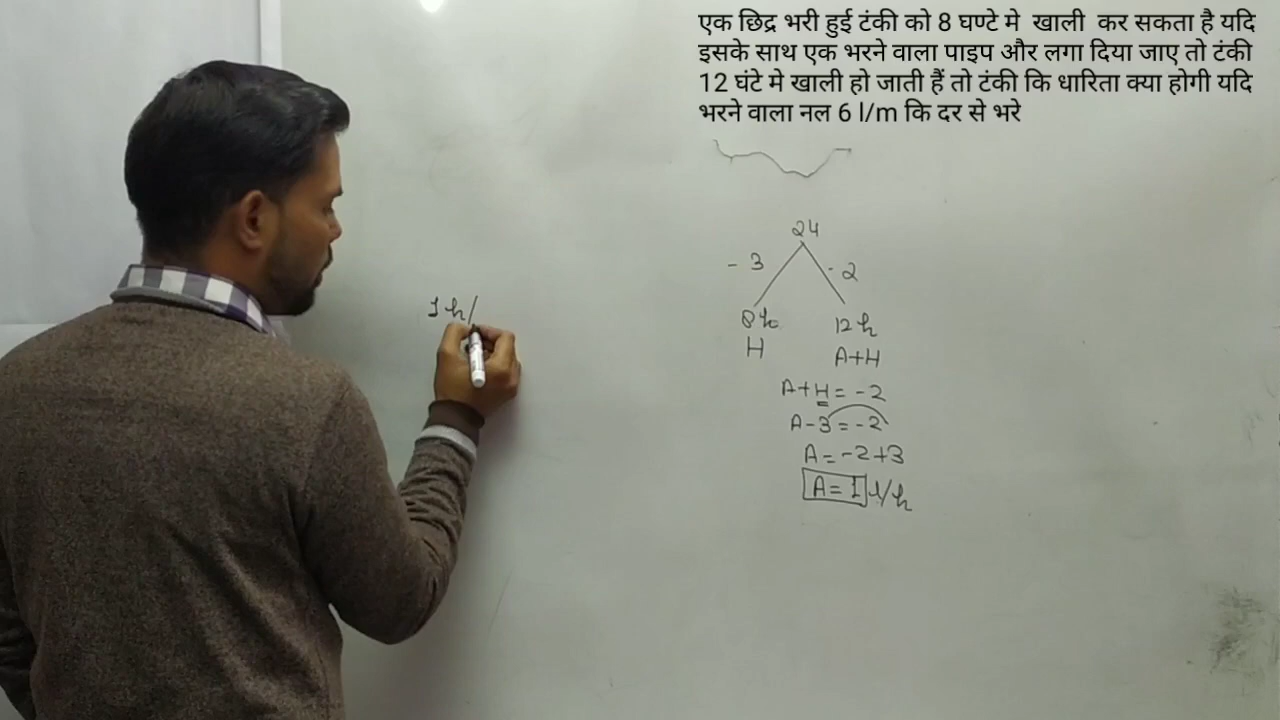 एक छिद्र भरी हुई टंकी को 8 घण्टे मे खाली कर सकता है यदि
इसके साथ एक भरने वाला पाइप और लगा दिया जाए तो टंकी
12 घंटे मे खाली हो जाती हैं तो टंकी कि धारिता क्या होगी यदि
भरने वाला नल 6 l/m कि दर से भरे
24
- 3 - 2
8h 12h
H A+H
A+H = -2
A-3 = -2
A = -2+3
A = 1 l/h
1h/